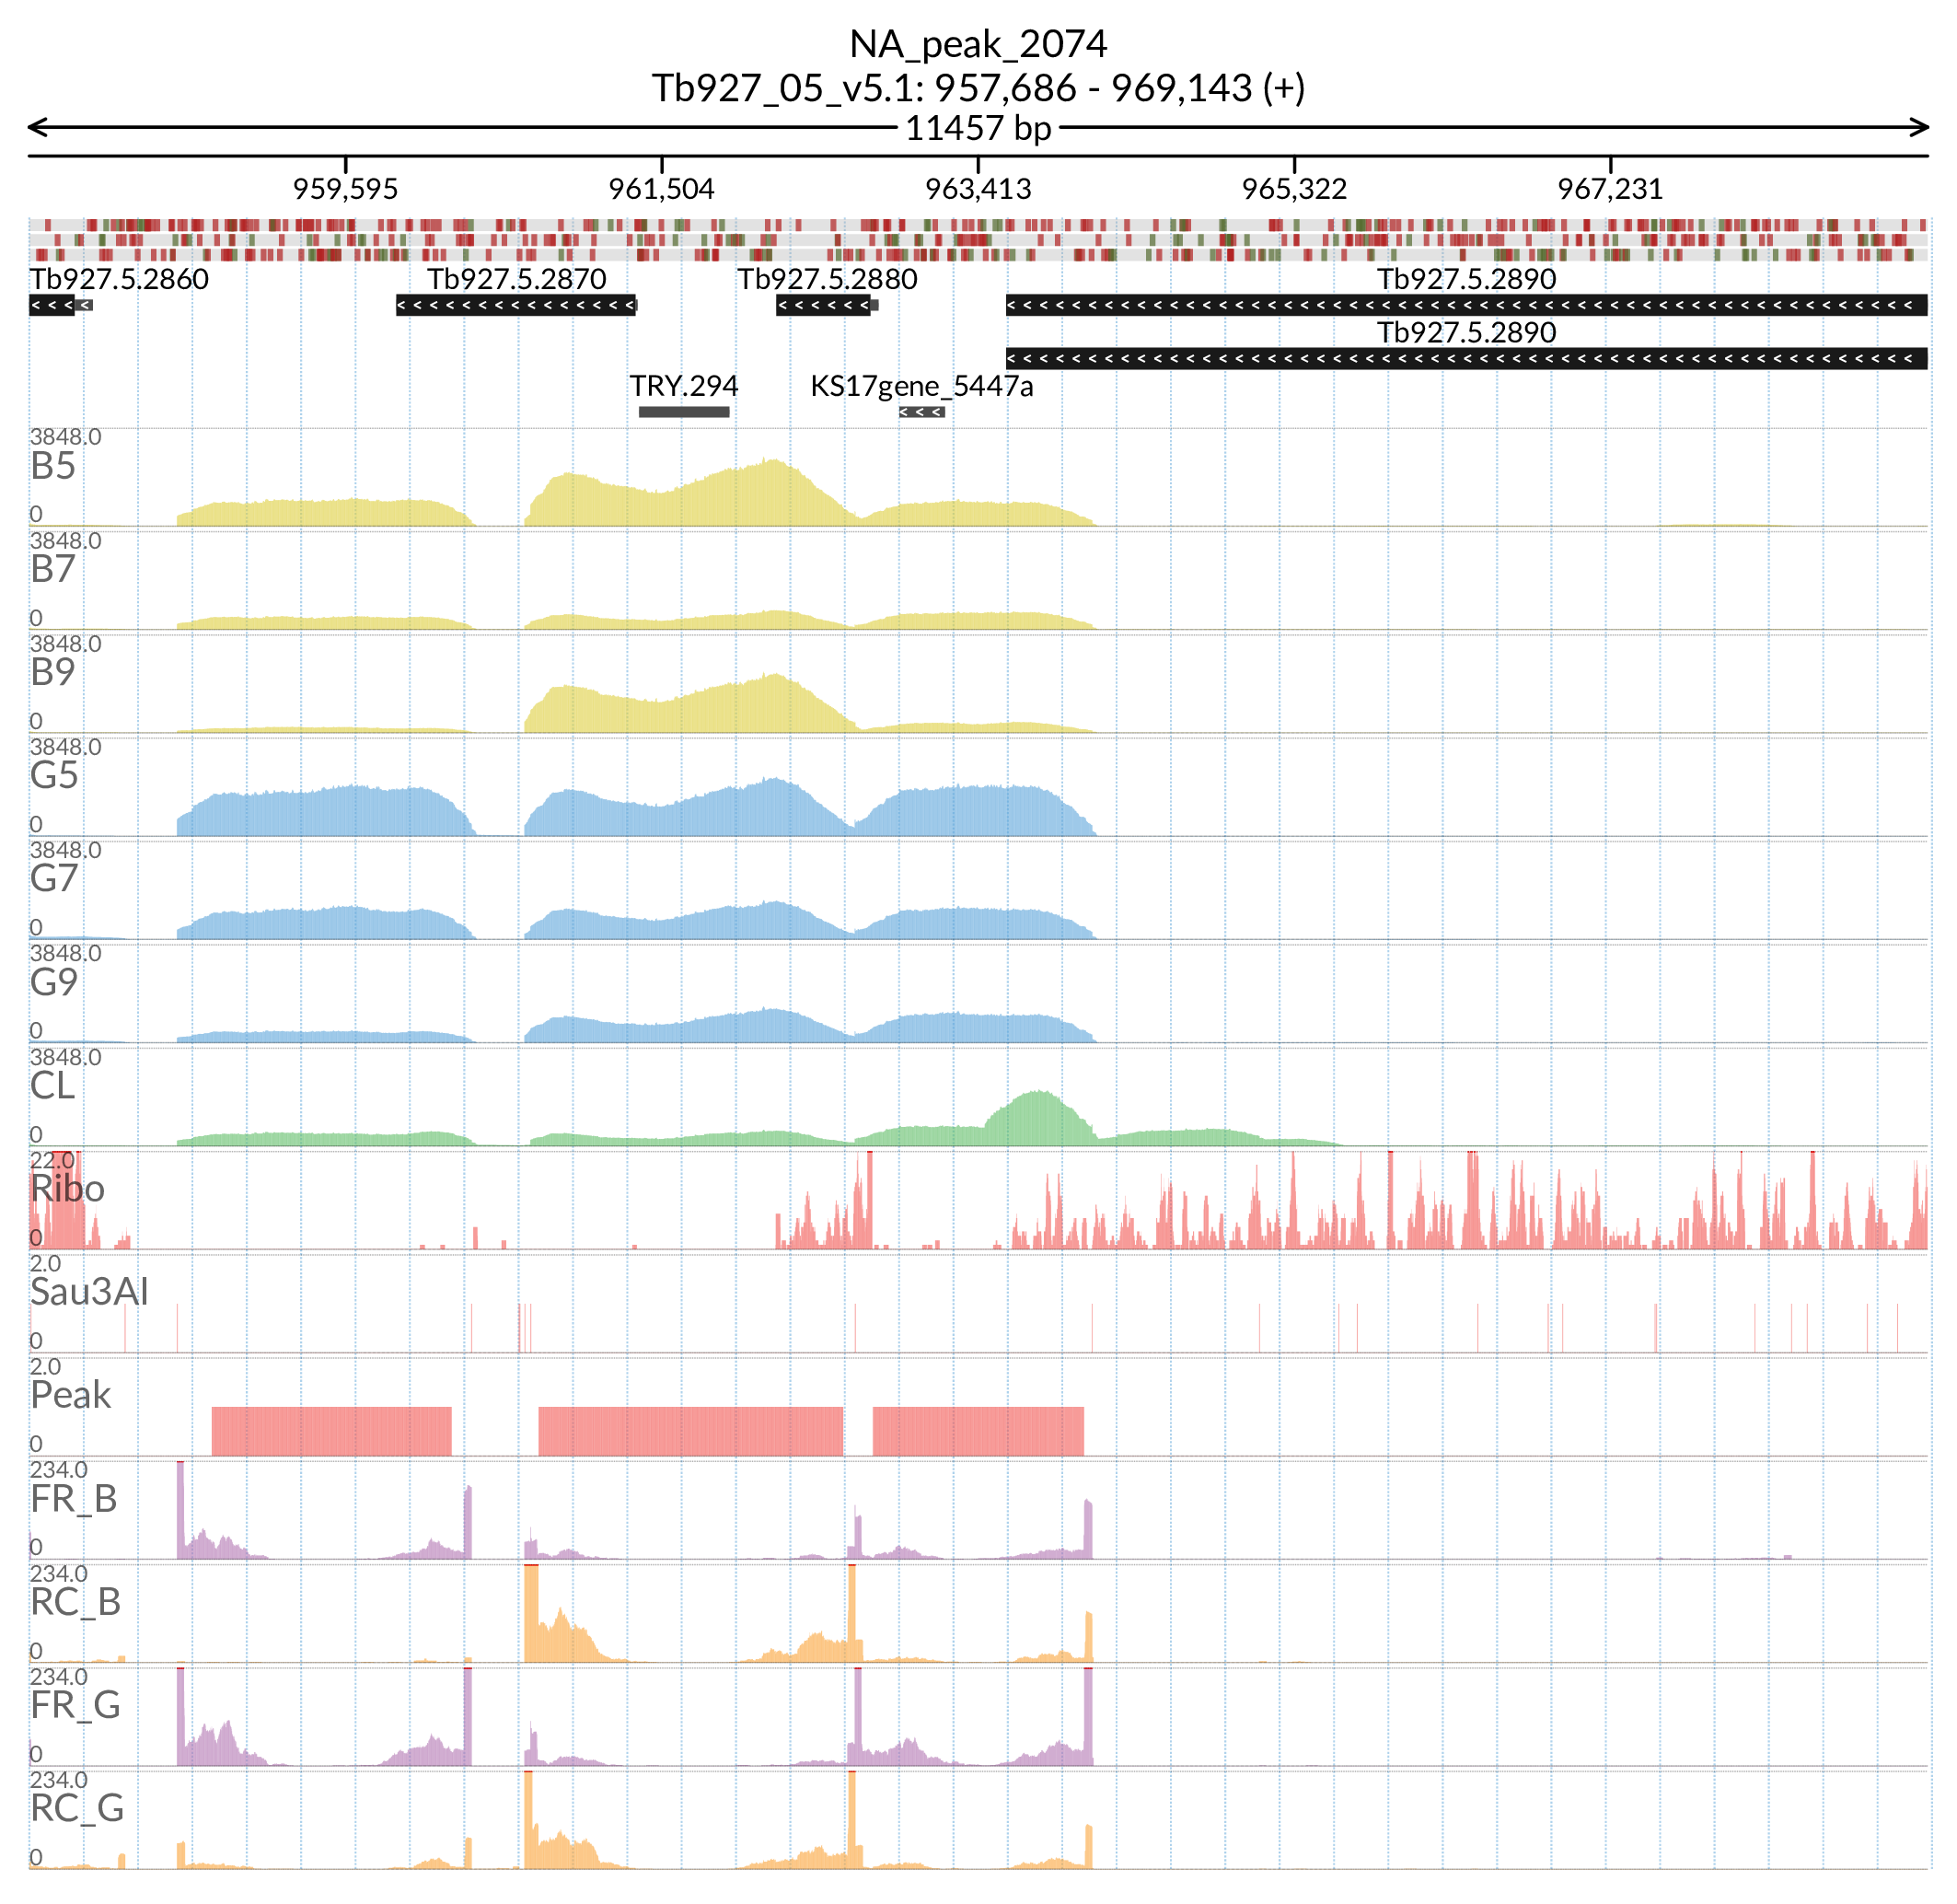 NA_peak_2074
Tb927_05_v5.1: 957,686 - 969,143 (+)
11457 bp
959,595 961,504 963,413 965,322 967,231
Tb927.5.2860 Tb927.5.2870 Tb927.5.2880 Tb927.5.2890
Tb927.5.2890
TRY.294 KS17gene_5447a
3848.0
B5
0
3848.0
B7
0
3848.0
B9
0
3848.0
G5
0
3848.0
G7
0
3848.0
G9
0
3848.0
CL
0
22.0
Ribo
0
2.0
Sau3AI
0
2.0
Peak
0
234.0
FR_B
0
234.0
RC_B
0
234.0
FR_G
0
234.0
RC_G
0